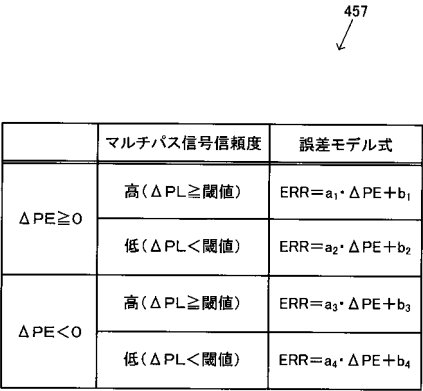 457
マルチパス信号信頼度 誤差モデル式
ΔPE≧0
高(ΔPL≧閾値) ERR=a₁・ΔPE+b₁
低(ΔPL<閾値) ERR=a₂・ΔPE+b₂
ΔPE<0
高(ΔPL≧閾値) ERR=a₃・ΔPE+b₃
低(ΔPL<閾値) ERR=a₄・ΔPE+b₄